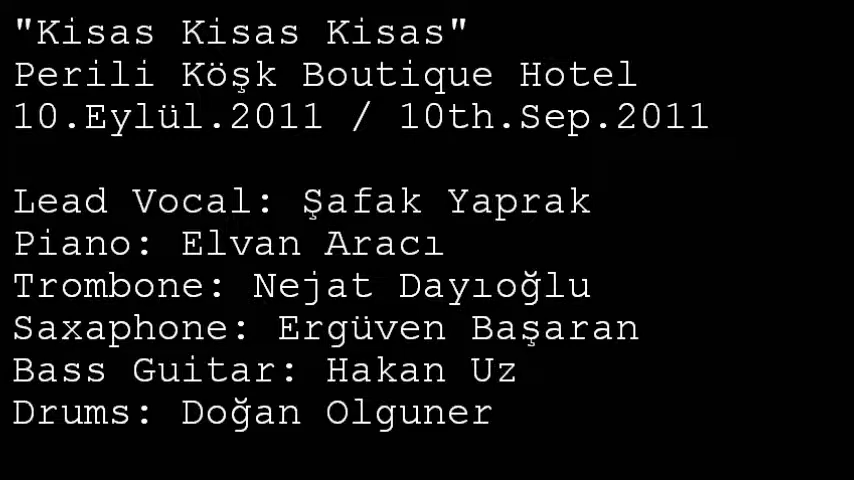 "Kisas Kisas Kisas"
Perili Köşk Boutique Hotel
10.Eylül.2011 / 10th.Sep.2011
Lead Vocal: Şafak Yaprak
Piano: Elvan Aracı
Trombone: Nejat Dayıoğlu
Saxaphone: Ergüven Başaran
Bass Guitar: Hakan Uz
Drums: Doğan Olguner